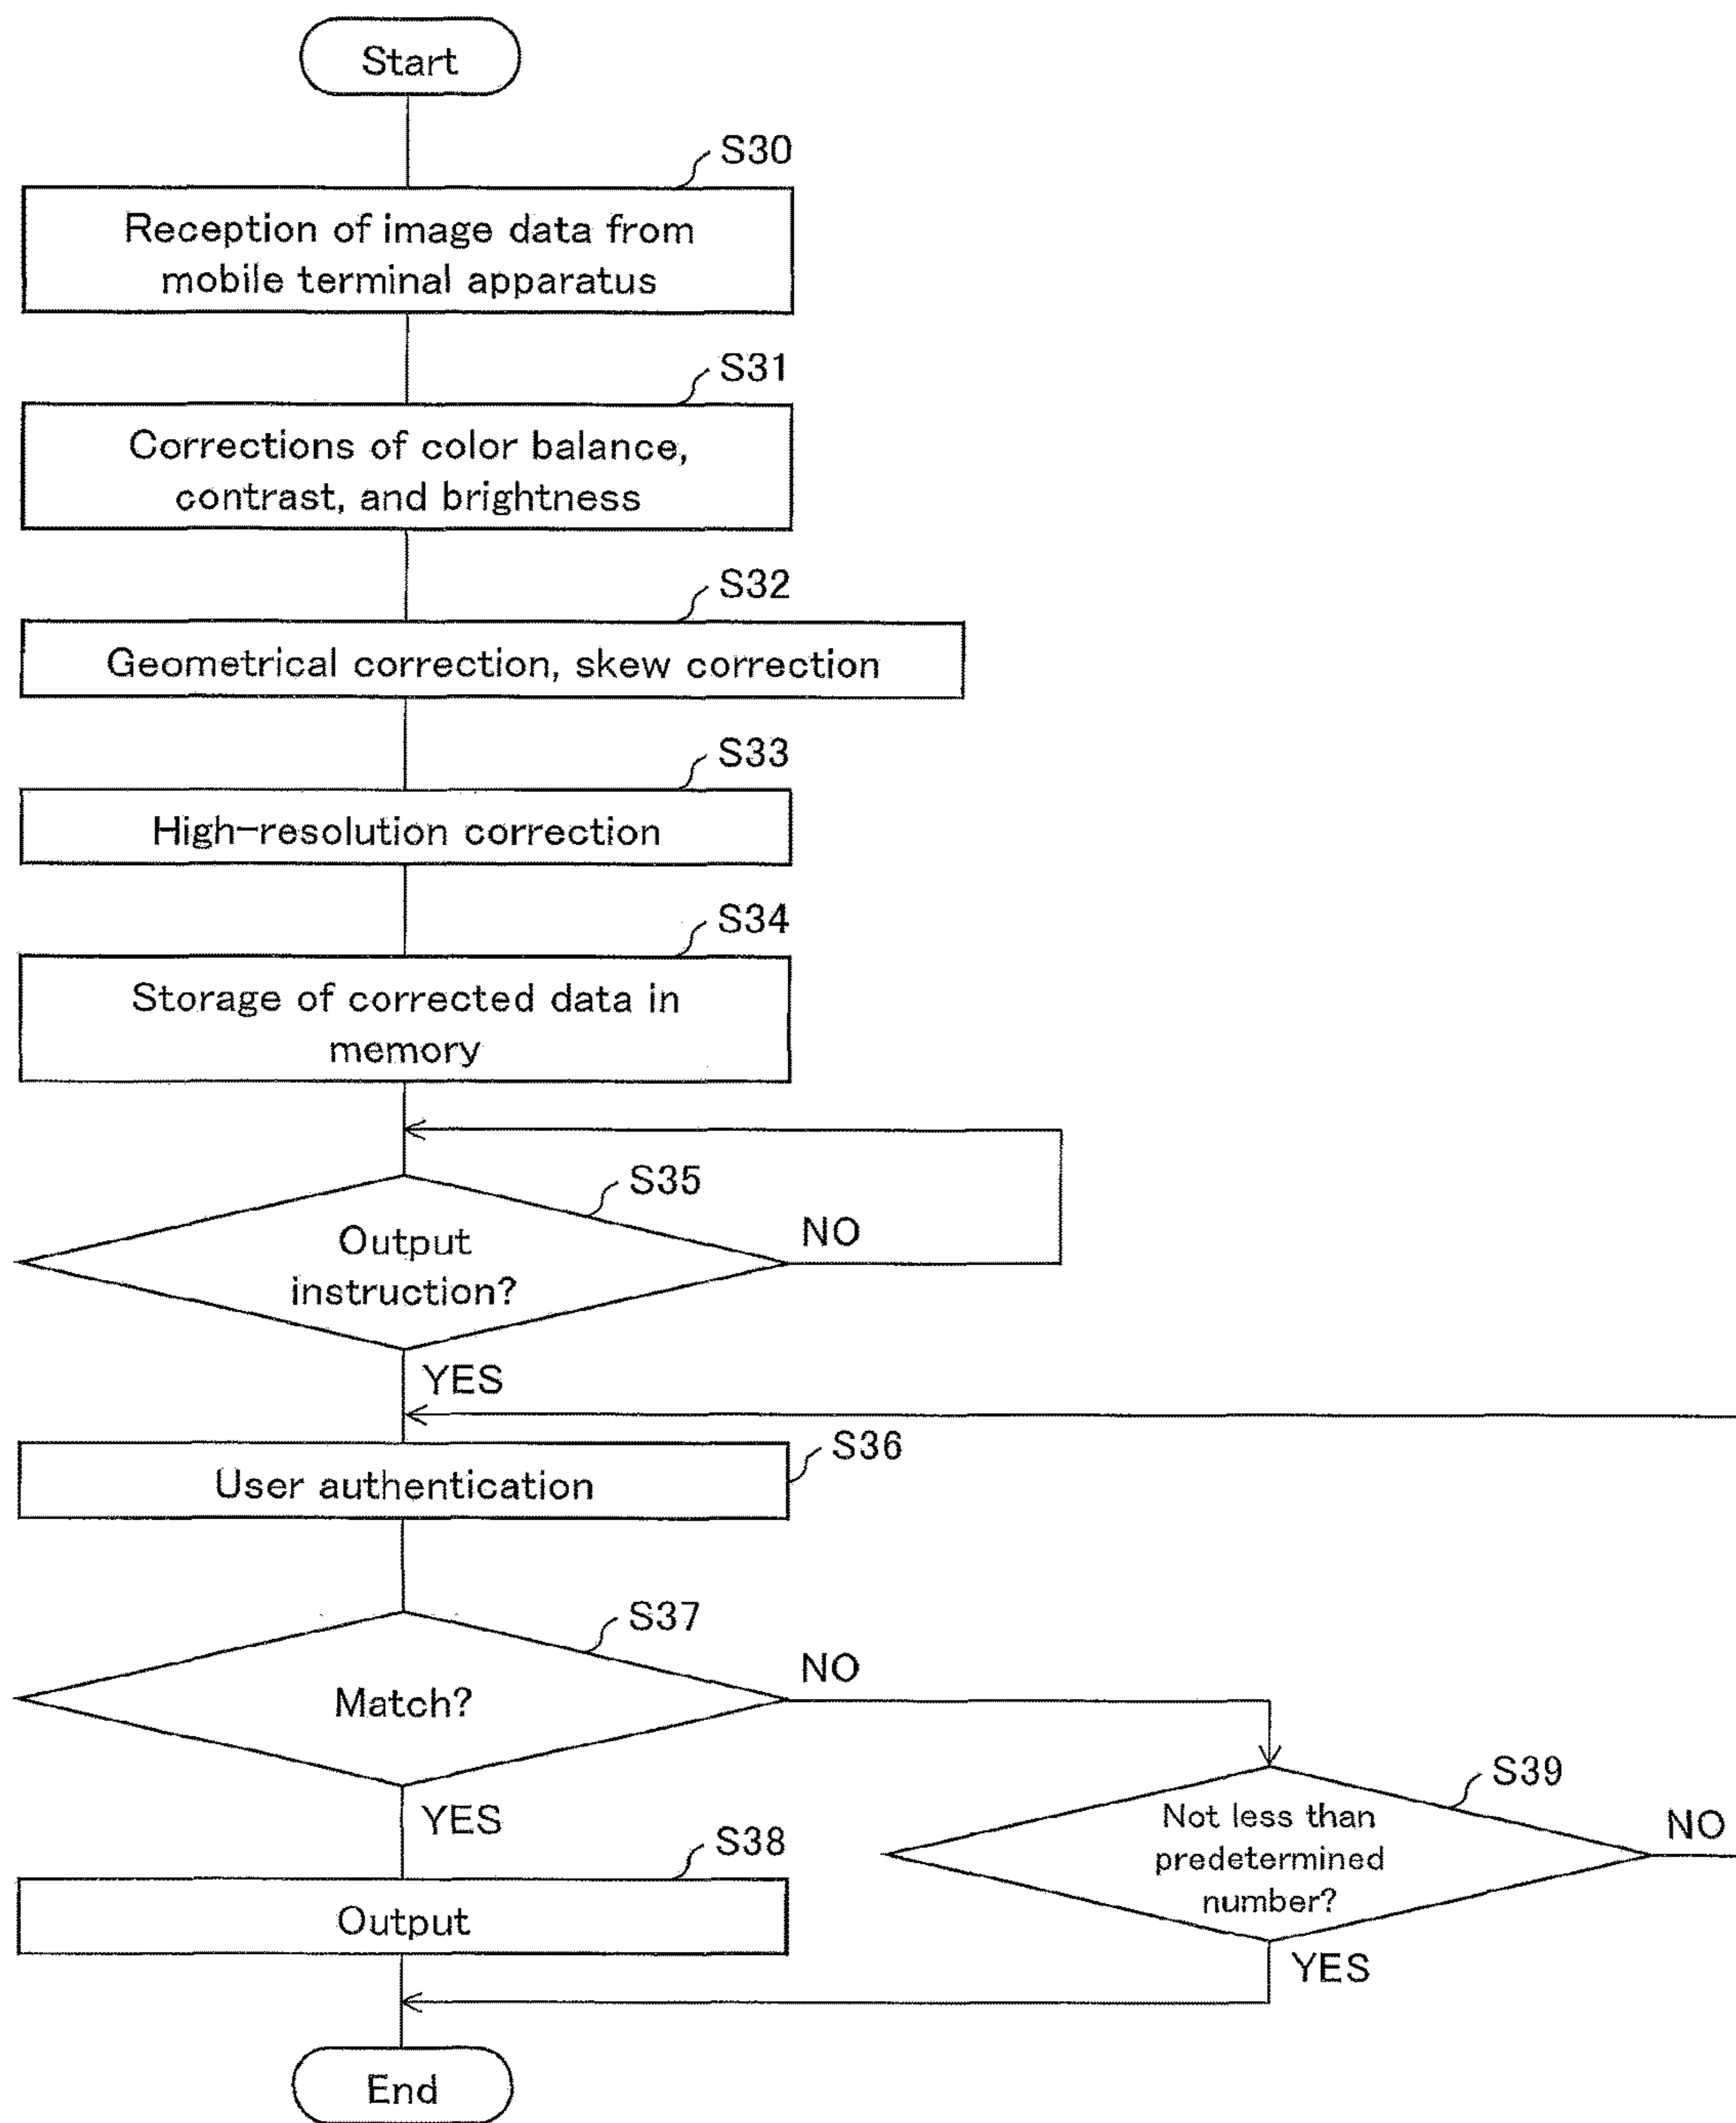 Start
S30
Reception of image data from
mobile terminal apparatus
S31
Corrections of color balance,
contrast, and brightness
S32
Geometrical correction, skew correction
S33
High-resolution correction
S34
Storage of corrected data in
memory
S35
Output
instruction?
NO
YES
S36
User authentication
S37
Match?
NO
YES
S39
Not less than
predetermined
number?
NO
YES
S38
Output
End